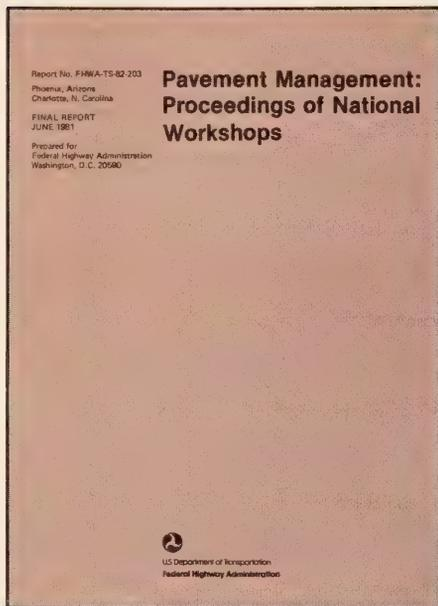 Report No. FHWA-TS-82-203
Phoenix, Arizona
Charlotte, N. Carolina
FINAL REPORT
JUNE 1981
Prepared for
Federal Highway Administration
Washington, D.C. 20590
Pavement Management:
Proceedings of National
Workshops
U.S. Department of Transportation
Federal Highway Administration